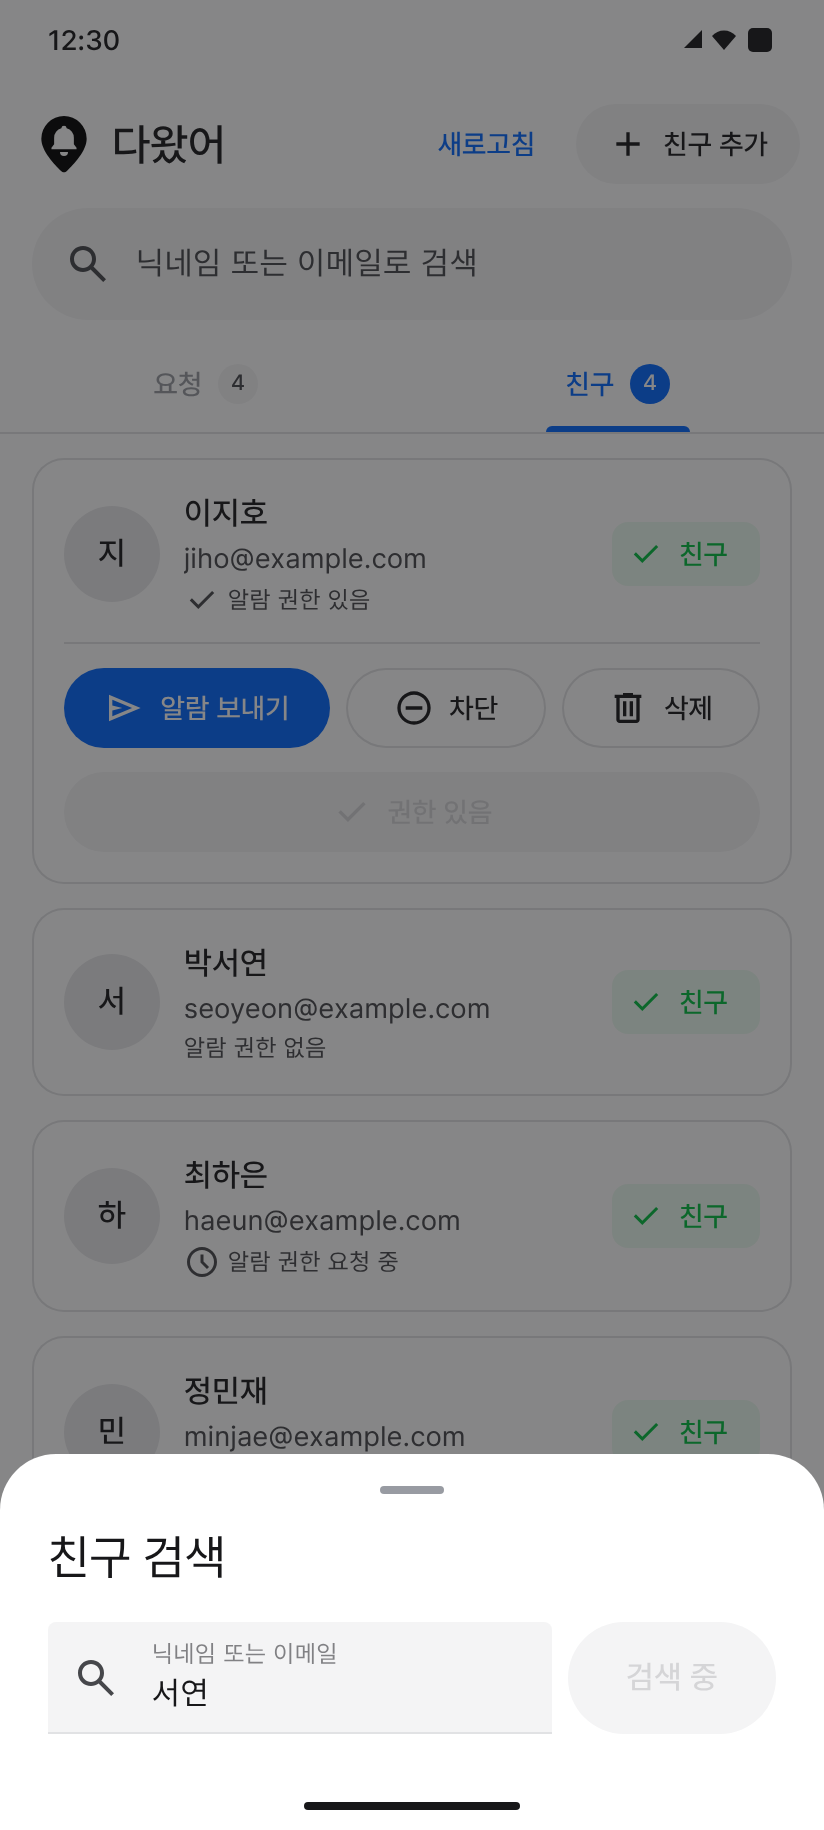 12:30
다왔어
새로고침
친구 추가
닉네임 또는 이메일로 검색
요청 4
친구 4
지
이지호
jiho@example.com
알람 권한 있음
친구
알람 보내기
차단
삭제
권한 있음
서
박서연
seoyeon@example.com
알람 권한 없음
친구
하
최하은
haeun@example.com
알람 권한 요청 중
친구
민
정민재
minjae@example.com
친구
친구 검색
닉네임 또는 이메일
서연
검색 중